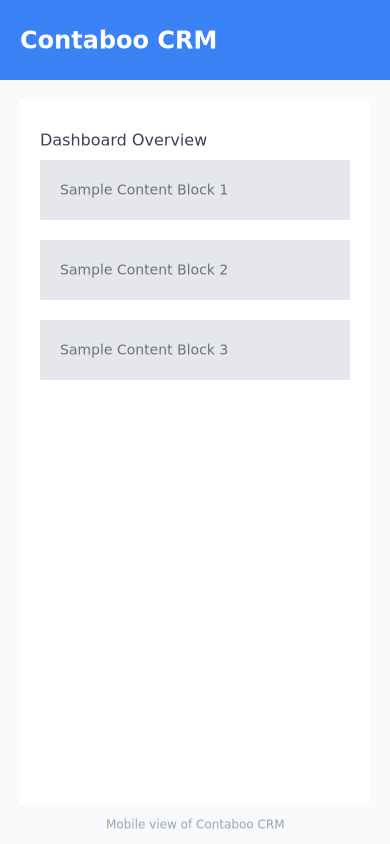 Contaboo CRM
Dashboard Overview
Sample Content Block 1
Sample Content Block 2
Sample Content Block 3
Mobile view of Contaboo CRM